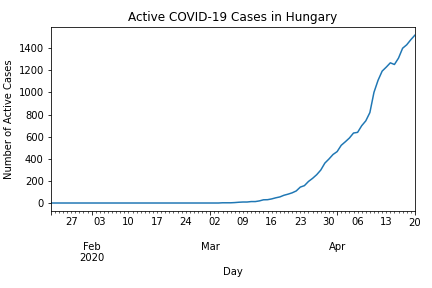 Active COVID-19 Cases in Hungary
Number of Active Cases
1400
1200
1000
800
600
400
200
0
27 03 10 17 24 02 09 16 23 30 06 13 20
Feb Mar Apr
2020
Day